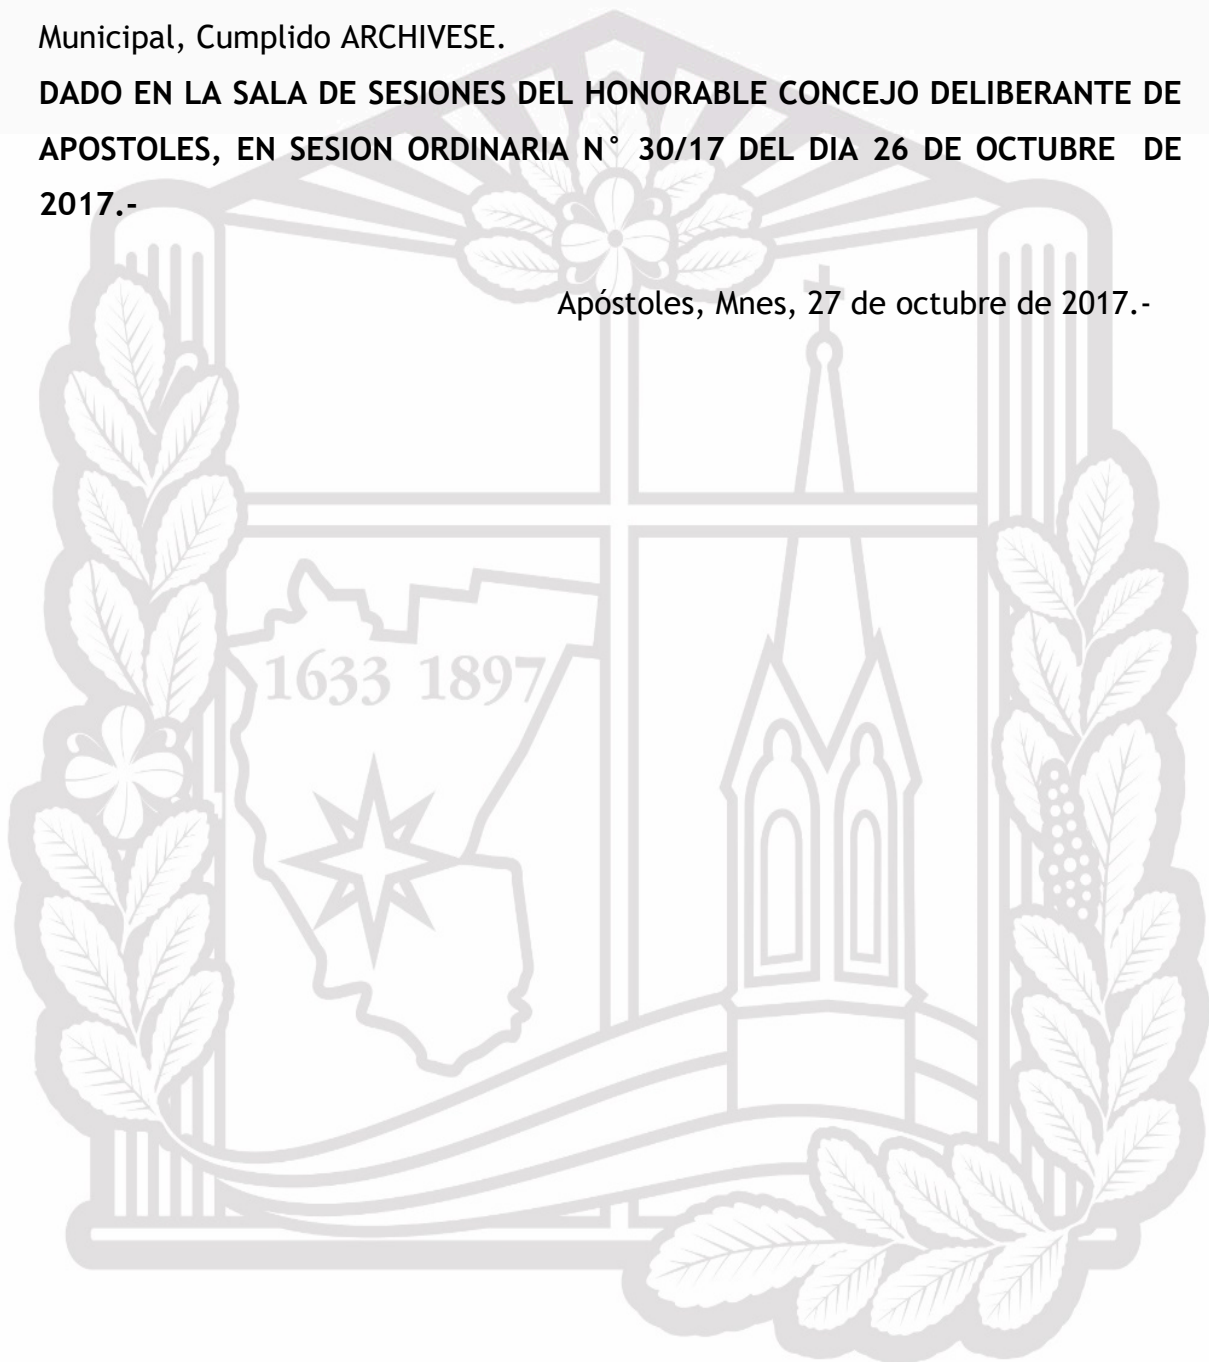 Municipal, Cumplido ARCHIVESE.
DADO EN LA SALA DE SESIONES DEL HONORABLE CONCEJO DELIBERANTE DE
APOSTOLES, EN SESION ORDINARIA N° 30/17 DEL DIA 26 DE OCTUBRE DE
2017.-
Apóstoles, Mnes, 27 de octubre de 2017.-
1633 1897